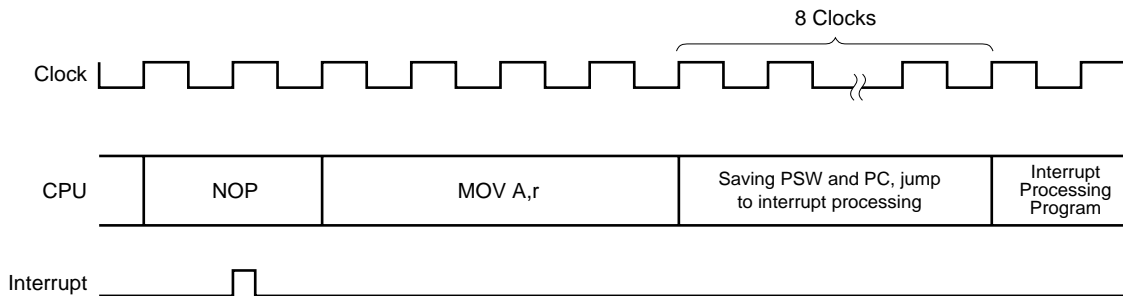 8 Clocks
Clock
CPU
NOP
MOV A,r
Saving PSW and PC, jump
to interrupt processing
Interrupt
Processing
Program
Interrupt